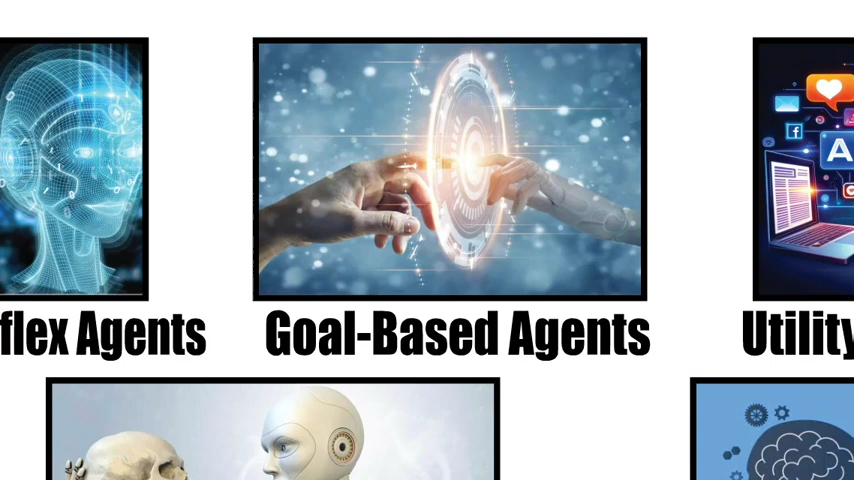 flex Agents
Goal-Based Agents
Utility
A
f